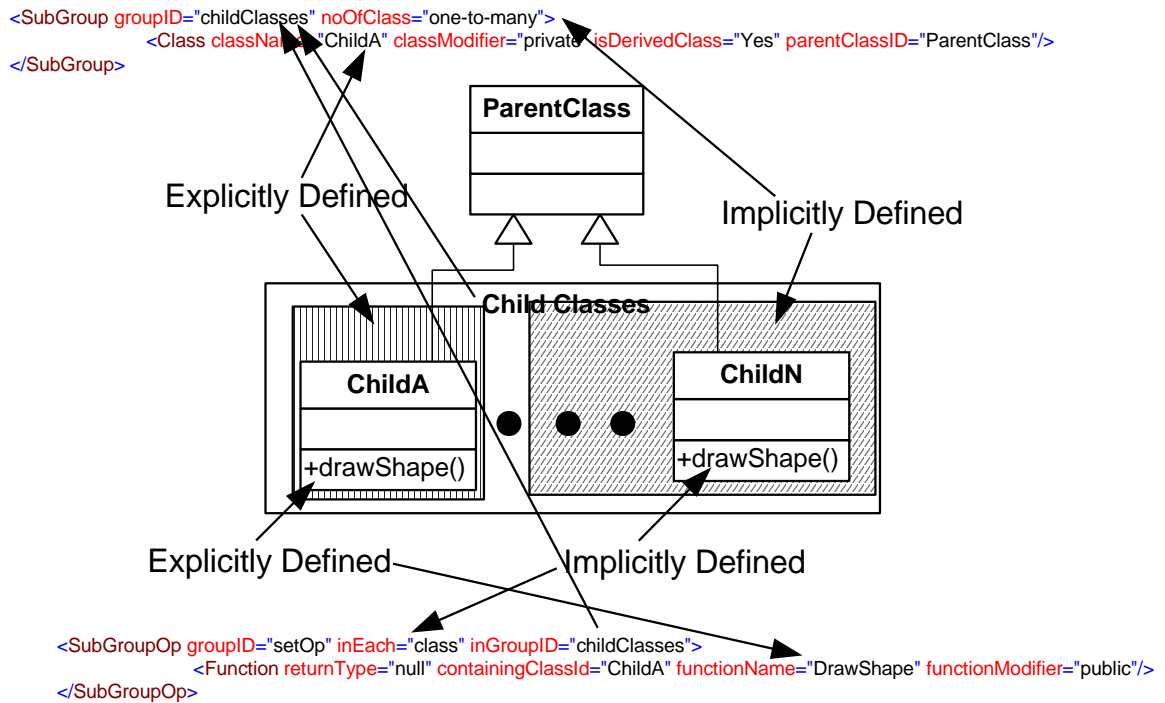 <SubGroup groupID="childClasses" noOfClass="one-to-many">
<Class className="ChildA" classModifier="private" isDerivedClass="Yes" parentClassID="ParentClass"/>
</SubGroup>
ParentClass
Explicitly Defined
Implicitly Defined
Child Classes
ChildA
ChildN
+drawShape()
+drawShape()
Explicitly Defined
Implicitly Defined
<SubGroupOp groupID="setOp" inEach="class" inGroupID="childClasses">
<Function returnType="null" containingClassId="ChildA" functionName="DrawShape" functionModifier="public"/>
</SubGroupOp>